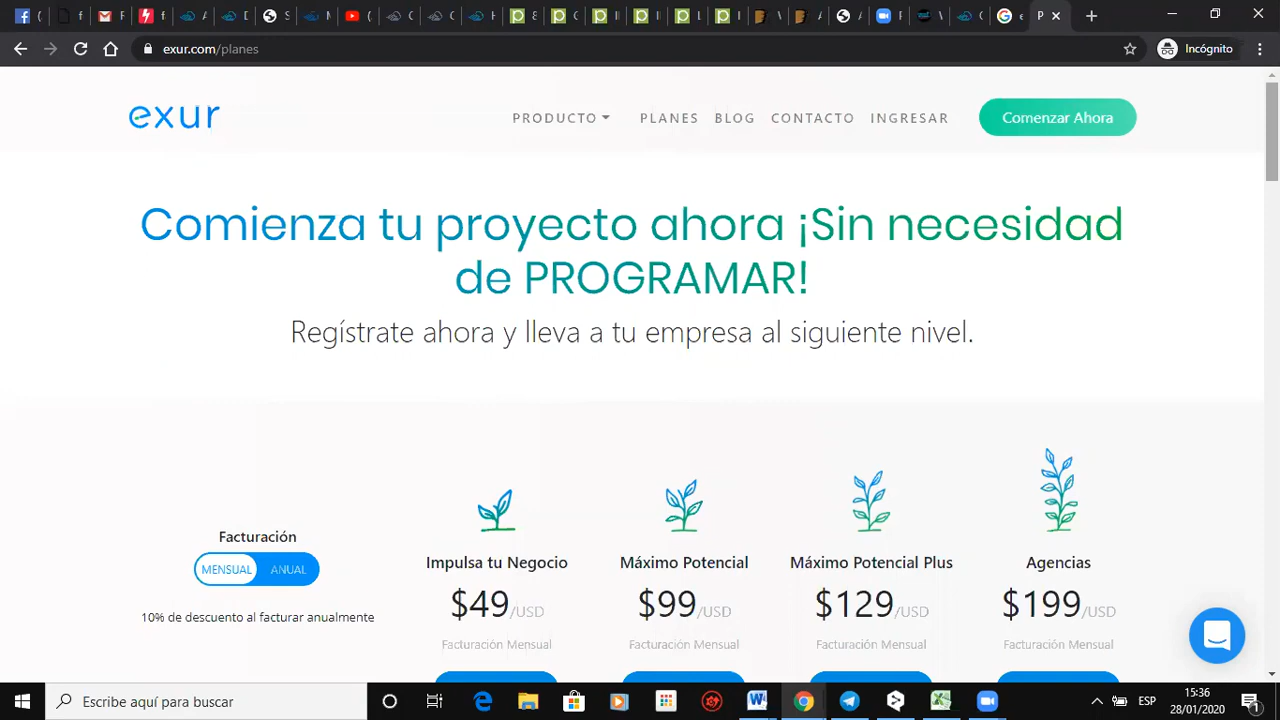 exur.com/planes
Incógnito
exur
PRODUCTO
PLANES
BLOG
CONTACTO
INGRESAR
Comenzar Ahora
Comienza tu proyecto ahora ¡Sin necesidad
de PROGRAMAR!
Regístrate ahora y lleva a tu empresa al siguiente nivel.
Facturación
MENSUAL ANUAL
10% de descuento al facturar anualmente
Impulsa tu Negocio
$49/USD
Facturación Mensual
Máximo Potencial
$99/USD
Facturación Mensual
Máximo Potencial Plus
$129/USD
Facturación Mensual
Agencias
$199/USD
Facturación Mensual
Escribe aquí para buscar
ESP
15:36
28/01/2020